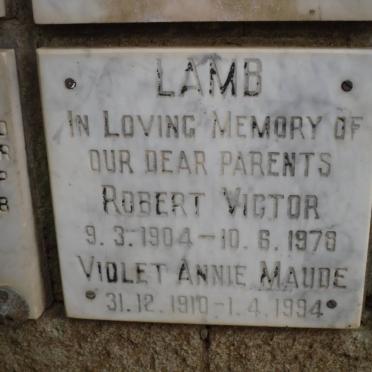 LAMB
IN LOVING MEMORY OF
OUR DEAR PARENTS
ROBERT VICTOR
9.3.1904 – 10.6.1978
VIOLET ANNIE MAUDE
31.12.1910 - 1.4.1994